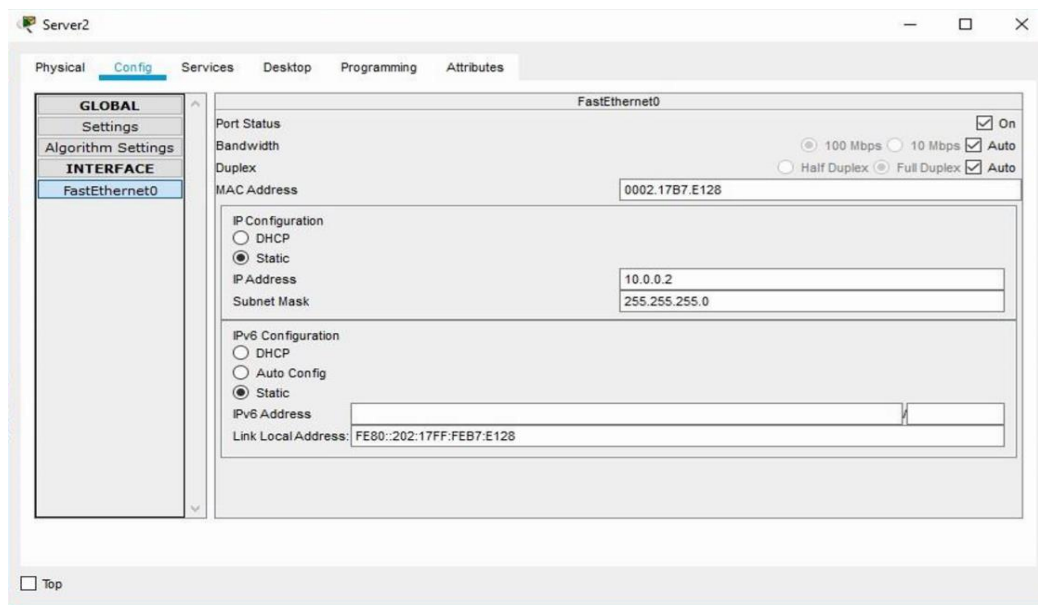 Server2
Physical Config Services Desktop Programming Attributes
GLOBAL
Settings
Algorithm Settings
INTERFACE
FastEthernet0
FastEthernet0
Port Status On
Bandwidth 100 Mbps 10 Mbps Auto
Duplex Half Duplex Full Duplex Auto
MAC Address 0002.17B7.E128
IP Configuration
DHCP
Static
IP Address 10.0.0.2
Subnet Mask 255.255.255.0
IPv6 Configuration
DHCP
Auto Config
Static
IPv6 Address /
Link Local Address: FE80::202:17FF:FEB7:E128
Top